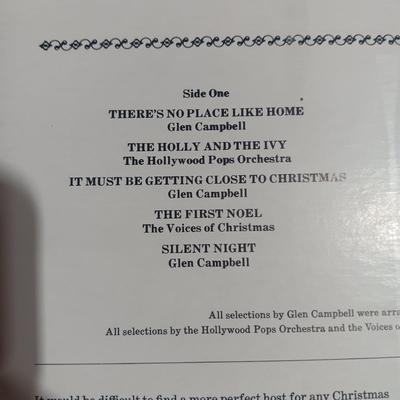 Side One
THERE'S NO PLACE LIKE HOME
Glen Campbell
THE HOLLY AND THE IVY
The Hollywood Pops Orchestra
IT MUST BE GETTING CLOSE TO CHRISTMAS
Glen Campbell
THE FIRST NOEL
The Voices of Christmas
SILENT NIGHT
Glen Campbell
All selections by Glen Campbell were arra
All selections by the Hollywood Pops Orchestra and the Voices o
It would be difficult to find a more perfect host for any Christmas